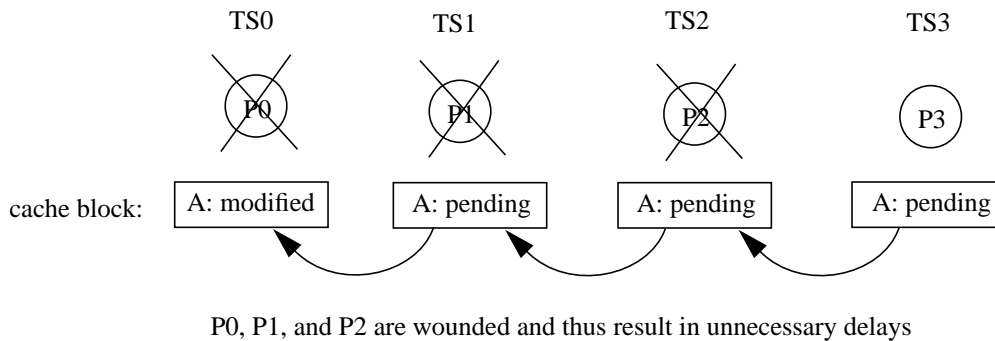 TS0 TS1 TS2 TS3
P0 P1 P2 P3
cache block: A: modified A: pending A: pending A: pending
P0, P1, and P2 are wounded and thus result in unnecessary delays